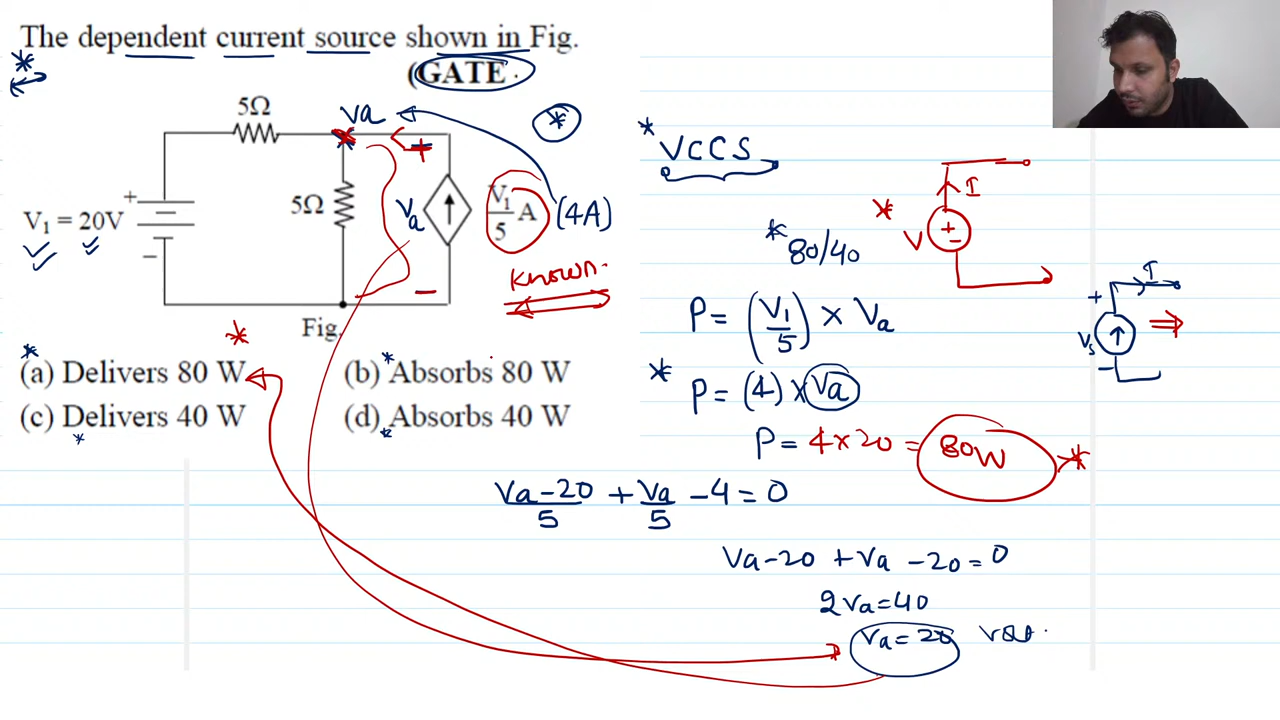 The dependent current source shown in Fig.
(GATE
5Ω
Va
+
5Ω
Va
V1/5 A
(4A)
V1 = 20V
+
−
−
Known.
Fig.
(a) Delivers 80 W
(b) Absorbs 80 W
(c) Delivers 40 W
(d) Absorbs 40 W
VCCS
80/40
P = (V1/5) × Va
P = (4) × Va
P = 4×20 = 80W
(Va-20)/5 + Va/5 - 4 = 0
Va-20 + Va - 20 = 0
2Va = 40
Va = 20
I
V
+
−
I
+
Vs
−